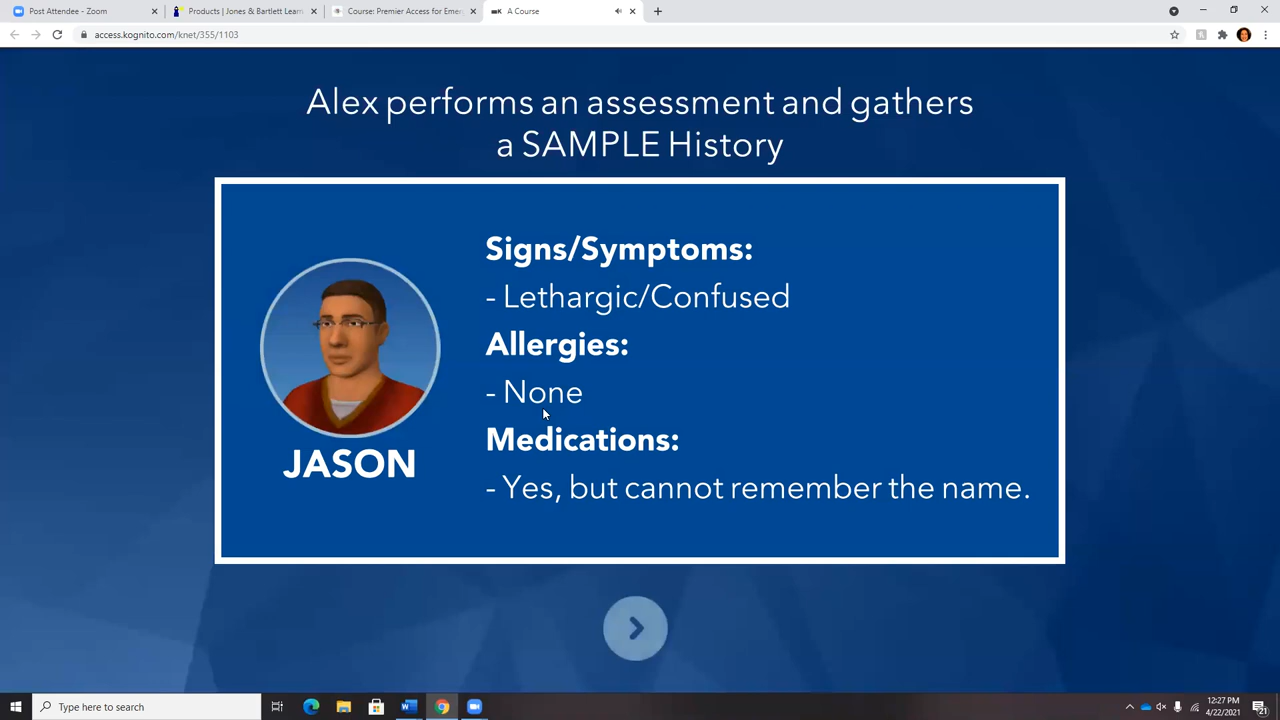 Post Attendee - Zoom
Products | Jones & Bartlett Lear
Course: Premier Access for Emer
K
A Course
access.kognito.com/knet/355/1103
Alex performs an assessment and gathers
a SAMPLE History
Signs/Symptoms:
- Lethargic/Confused
Allergies:
- None
Medications:
- Yes, but cannot remember the name.
JASON
Type here to search
12:27 PM
4/22/2021
21